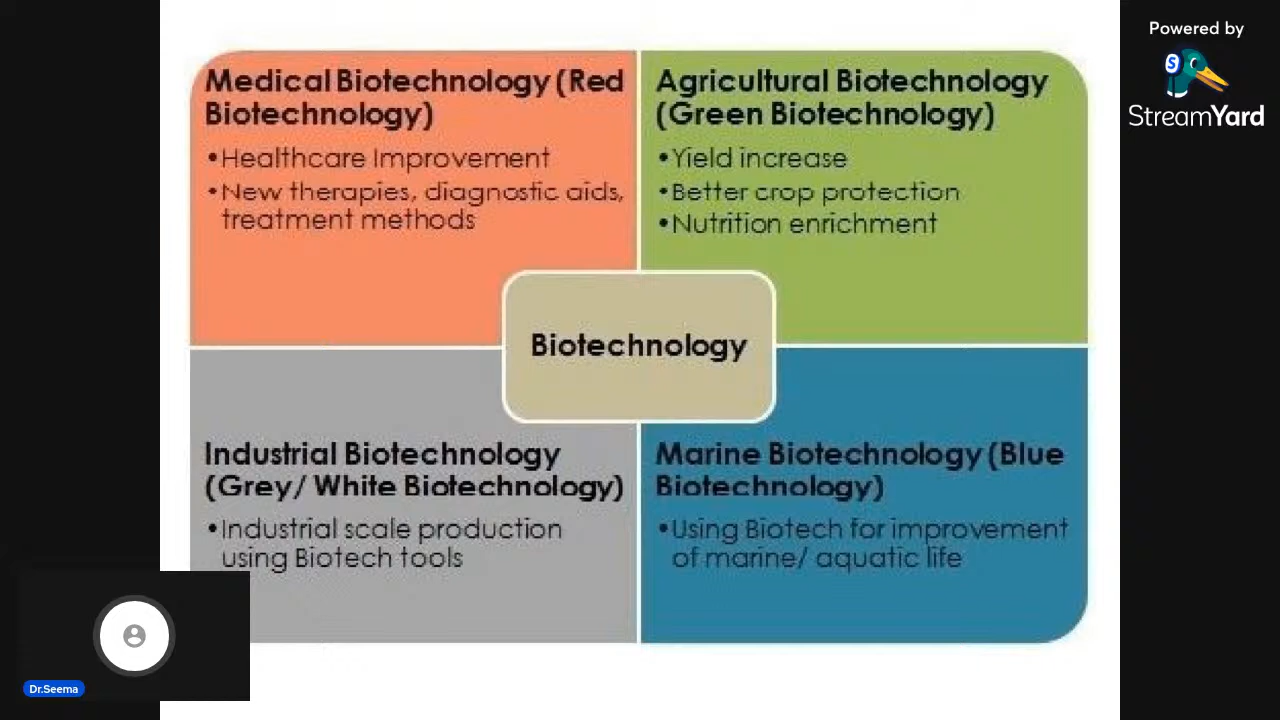 Powered by
StreamYard
Medical Biotechnology (Red
Biotechnology)
•Healthcare Improvement
•New therapies, diagnostic aids,
treatment methods
Agricultural Biotechnology
(Green Biotechnology)
•Yield increase
•Better crop protection
•Nutrition enrichment
Biotechnology
Industrial Biotechnology
(Grey/ White Biotechnology)
•Industrial scale production
using Biotech tools
Marine Biotechnology (Blue
Biotechnology)
•Using Biotech for improvement
of marine/ aquatic life
Dr.Seema